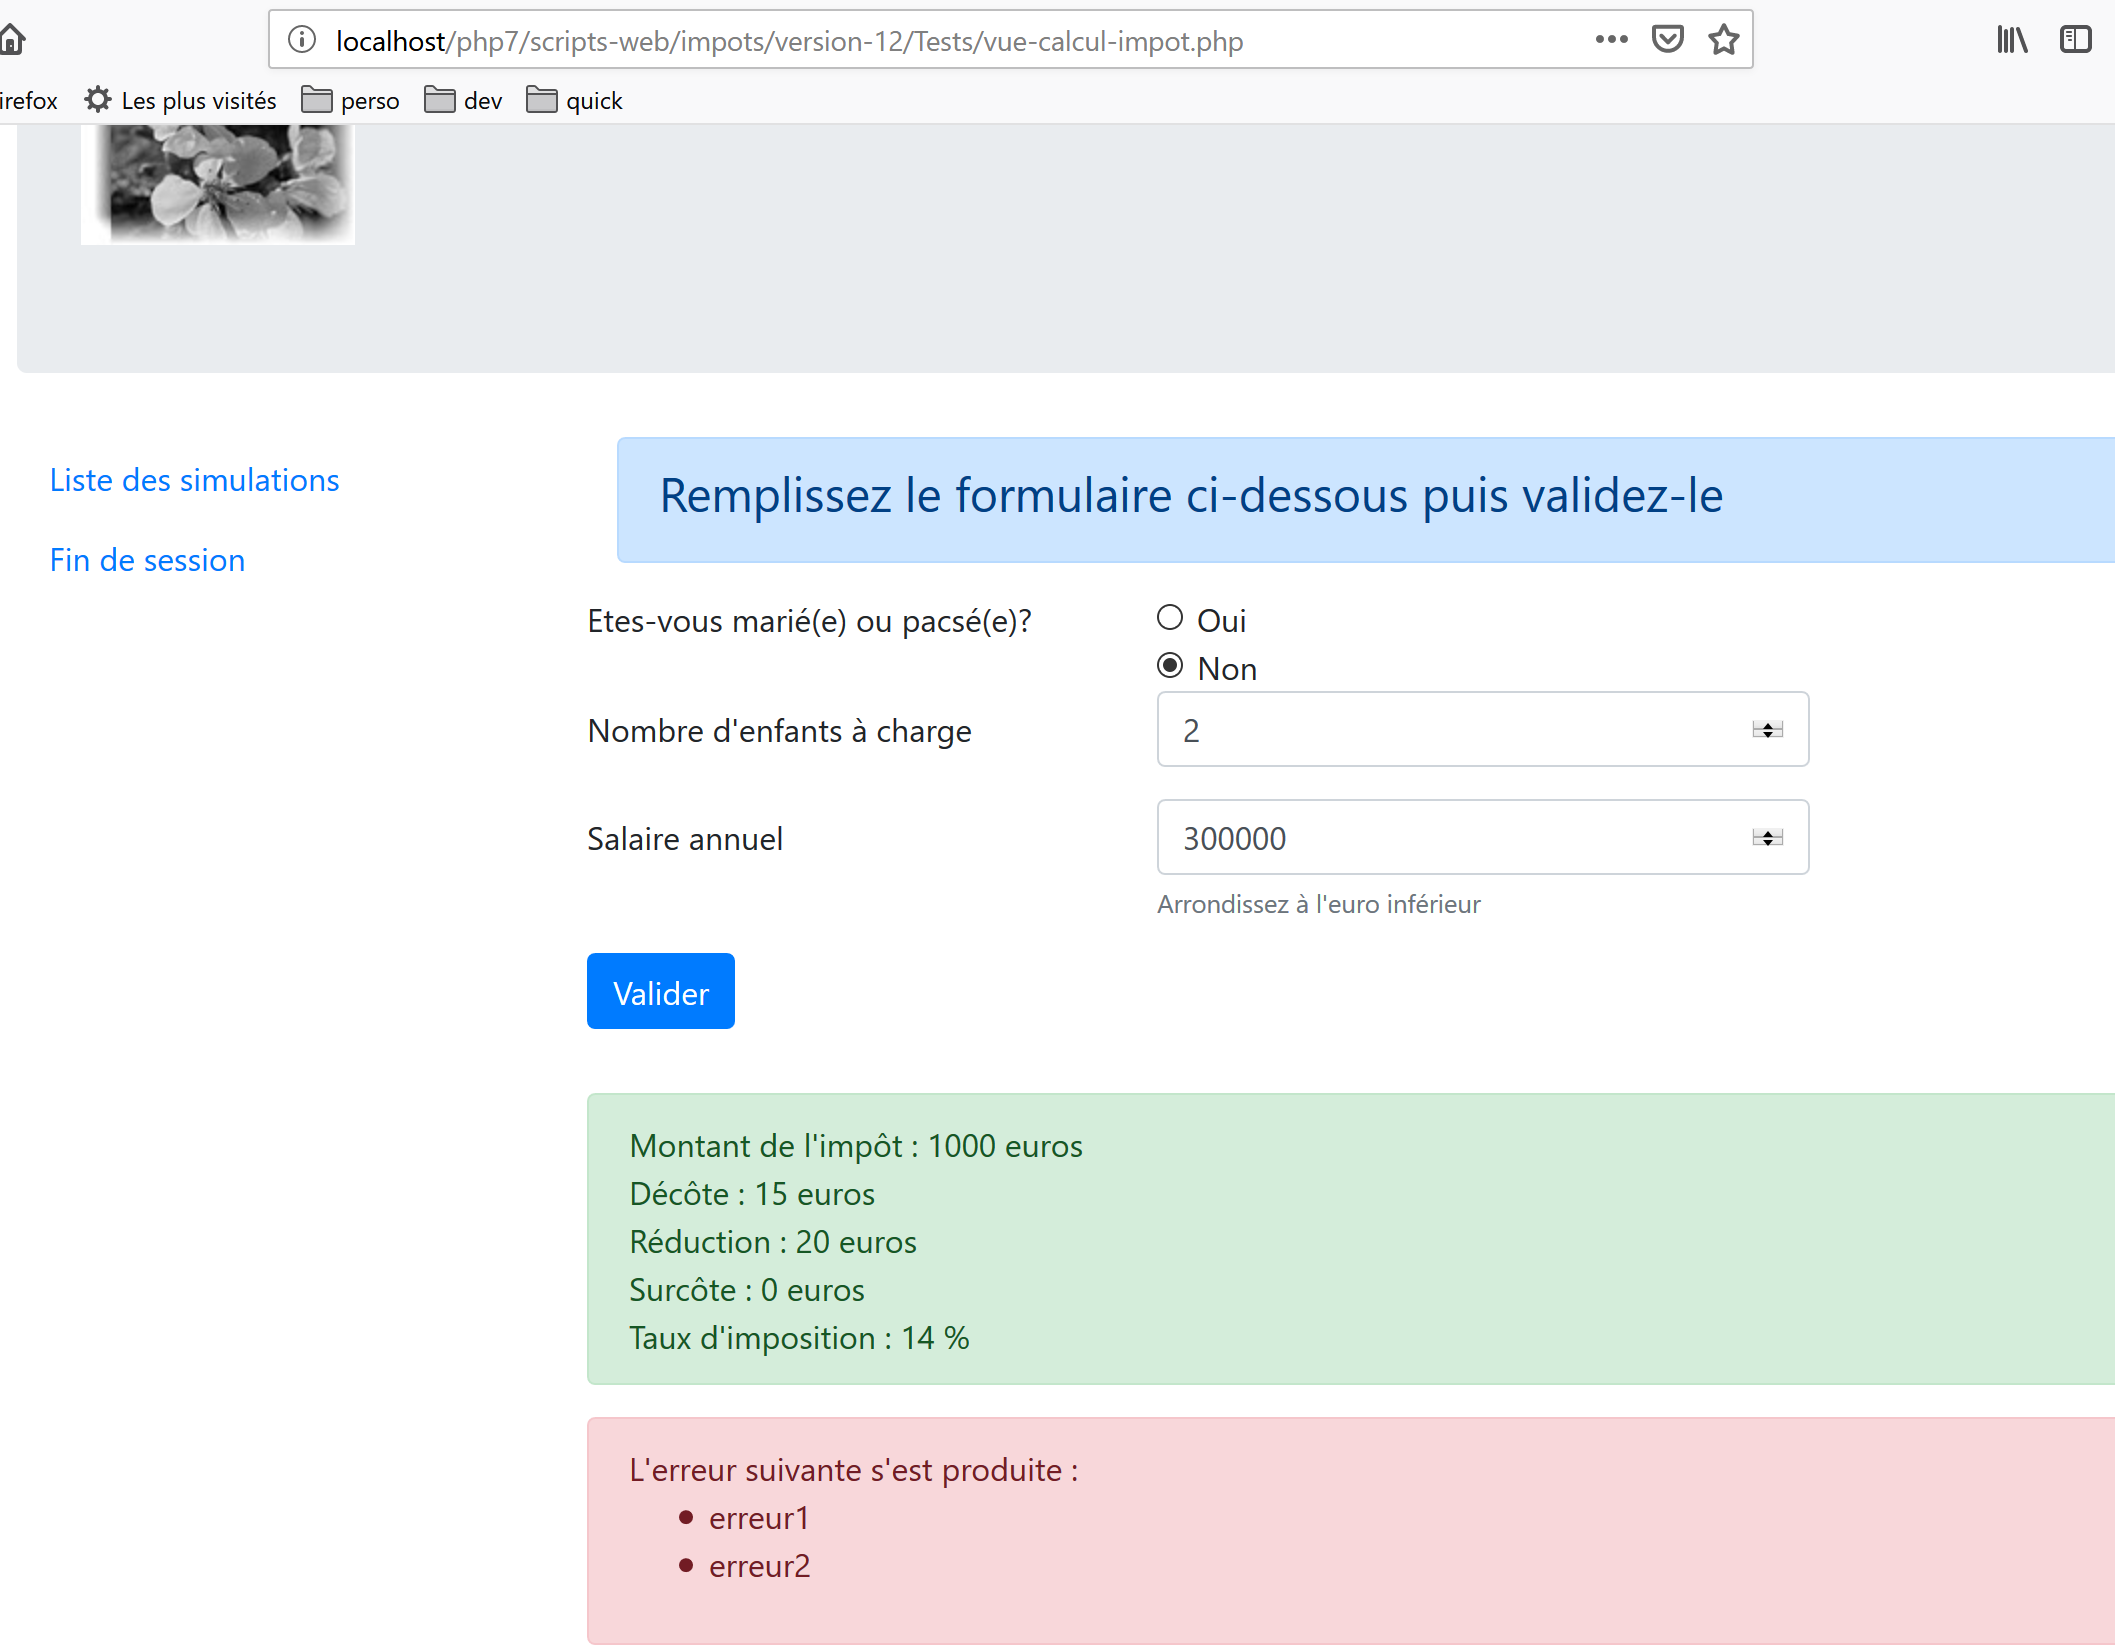 localhost/php7/scripts-web/impots/version-12/Tests/vue-calcul-impot.php
irefox Les plus visités perso dev quick
Liste des simulations
Fin de session
Remplissez le formulaire ci-dessous puis validez-le
Etes-vous marié(e) ou pacsé(e)? Oui
Non
Nombre d'enfants à charge 2
Salaire annuel 300000
Arrondissez à l'euro inférieur
Valider
Montant de l'impôt : 1000 euros
Décôte : 15 euros
Réduction : 20 euros
Surcôte : 0 euros
Taux d'imposition : 14 %
L'erreur suivante s'est produite :
erreur1
erreur2